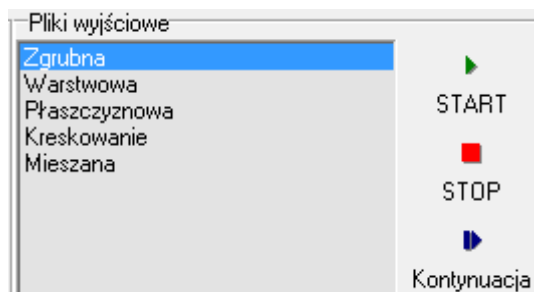 Pliki wyjściowe
Zgrubna
Warstwowa
Płaszczyznowa
Kreskowanie
Mieszana
START
STOP
Kontynuacja